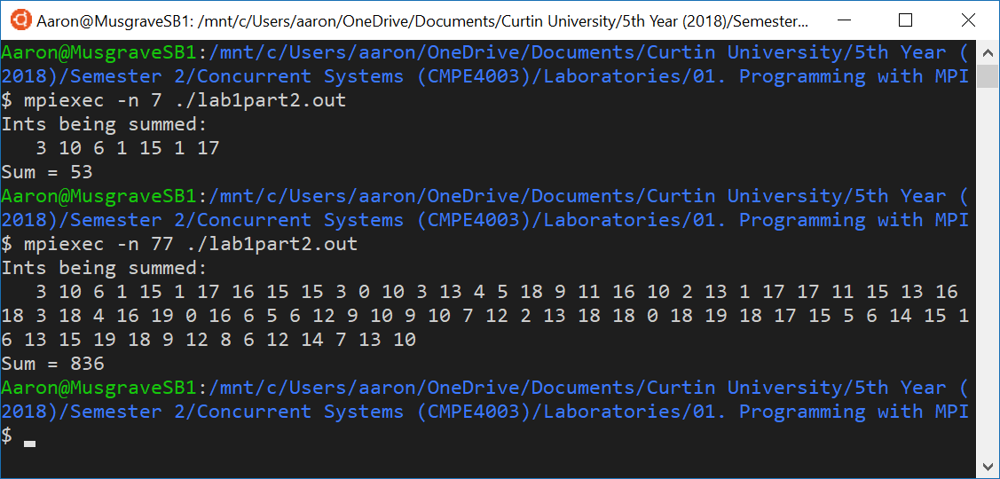 Aaron@MusgraveSB1: /mnt/c/Users/aaron/OneDrive/Documents/Curtin University/5th Year (2018)/Semester...
Aaron@MusgraveSB1:/mnt/c/Users/aaron/OneDrive/Documents/Curtin University/5th Year (
2018)/Semester 2/Concurrent Systems (CMPE4003)/Laboratories/01. Programming with MPI
$ mpiexec -n 7 ./lab1part2.out
Ints being summed:
   3 10 6 1 15 1 17
Sum = 53
Aaron@MusgraveSB1:/mnt/c/Users/aaron/OneDrive/Documents/Curtin University/5th Year (
2018)/Semester 2/Concurrent Systems (CMPE4003)/Laboratories/01. Programming with MPI
$ mpiexec -n 77 ./lab1part2.out
Ints being summed:
   3 10 6 1 15 1 17 16 15 15 3 0 10 3 13 4 5 18 9 11 16 10 2 13 1 17 17 11 15 13 16
18 3 18 4 16 19 0 16 6 5 6 12 9 10 9 10 7 12 2 13 18 18 0 18 19 18 17 15 5 6 14 15 1
6 13 15 19 18 9 12 8 6 12 14 7 13 10
Sum = 836
Aaron@MusgraveSB1:/mnt/c/Users/aaron/OneDrive/Documents/Curtin University/5th Year (
2018)/Semester 2/Concurrent Systems (CMPE4003)/Laboratories/01. Programming with MPI
$